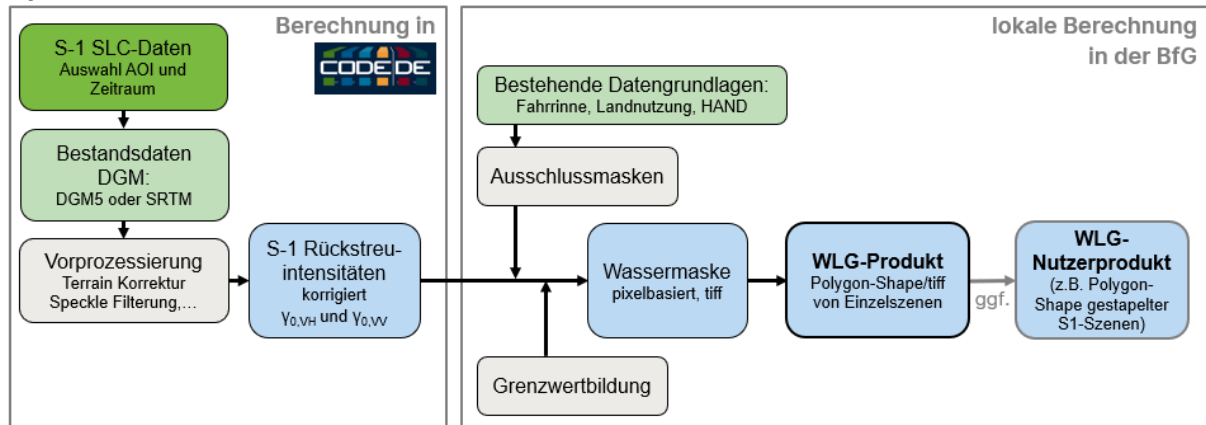 Berechnung in
CODE DE
S-1 SLC-Daten
Auswahl AOI und
Zeitraum
Bestandsdaten
DGM:
DGM5 oder SRTM
Vorprozessierung
Terrain Korrektur
Speckle Filterung,...
S-1 Rückstreu-
intensitäten
korrigiert
γ0,VH und γ0,VV
lokale Berechnung
in der BfG
Bestehende Datengrundlagen:
Fahrrinne, Landnutzung, HAND
Ausschlussmasken
Grenzwertbildung
Wassermaske
pixelbasiert, tiff
WLG-Produkt
Polygon-Shape/tiff
von Einzelszenen
ggf.
WLG-
Nutzerprodukt
(z.B. Polygon-
Shape gestapelter
S1-Szenen)